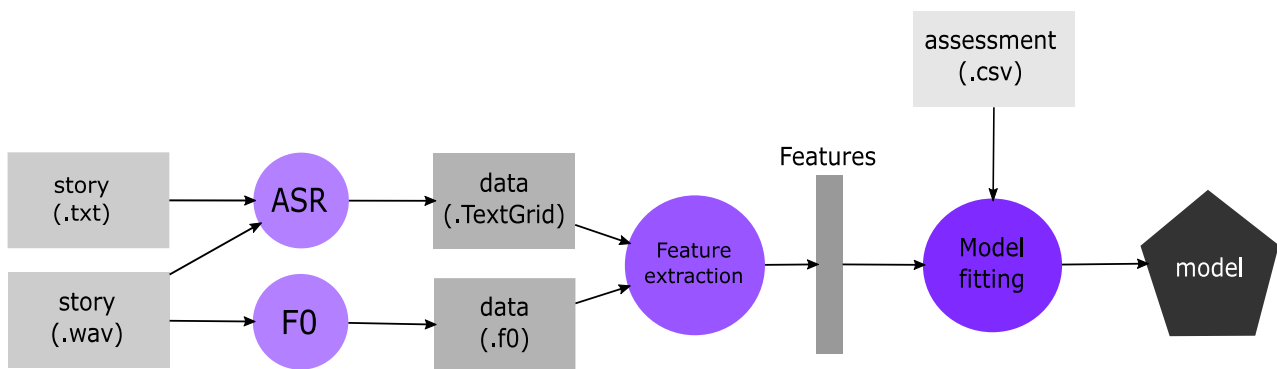 assessment
(.csv)
Features
story
(.txt)
ASR
data
(.TextGrid)
Feature
extraction
Model
fitting
model
story
(.wav)
F0
data
(.f0)